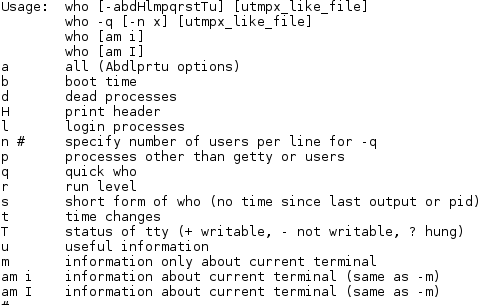 Usage:  who [-abdHlmpqrstTu] [utmpx_like_file]
        who -q [-n x] [utmpx_like_file]
        who [am i]
        who [am I]
a       all (Abdlprtu options)
b       boot time
d       dead processes
H       print header
l       login processes
n #     specify number of users per line for -q
p       processes other than getty or users
q       quick who
r       run level
s       short form of who (no time since last output or pid)
t       time changes
T       status of tty (+ writable, - not writable, ? hung)
u       useful information
m       information only about current terminal
am i    information about current terminal (same as -m)
am I    information about current terminal (same as -m)
#